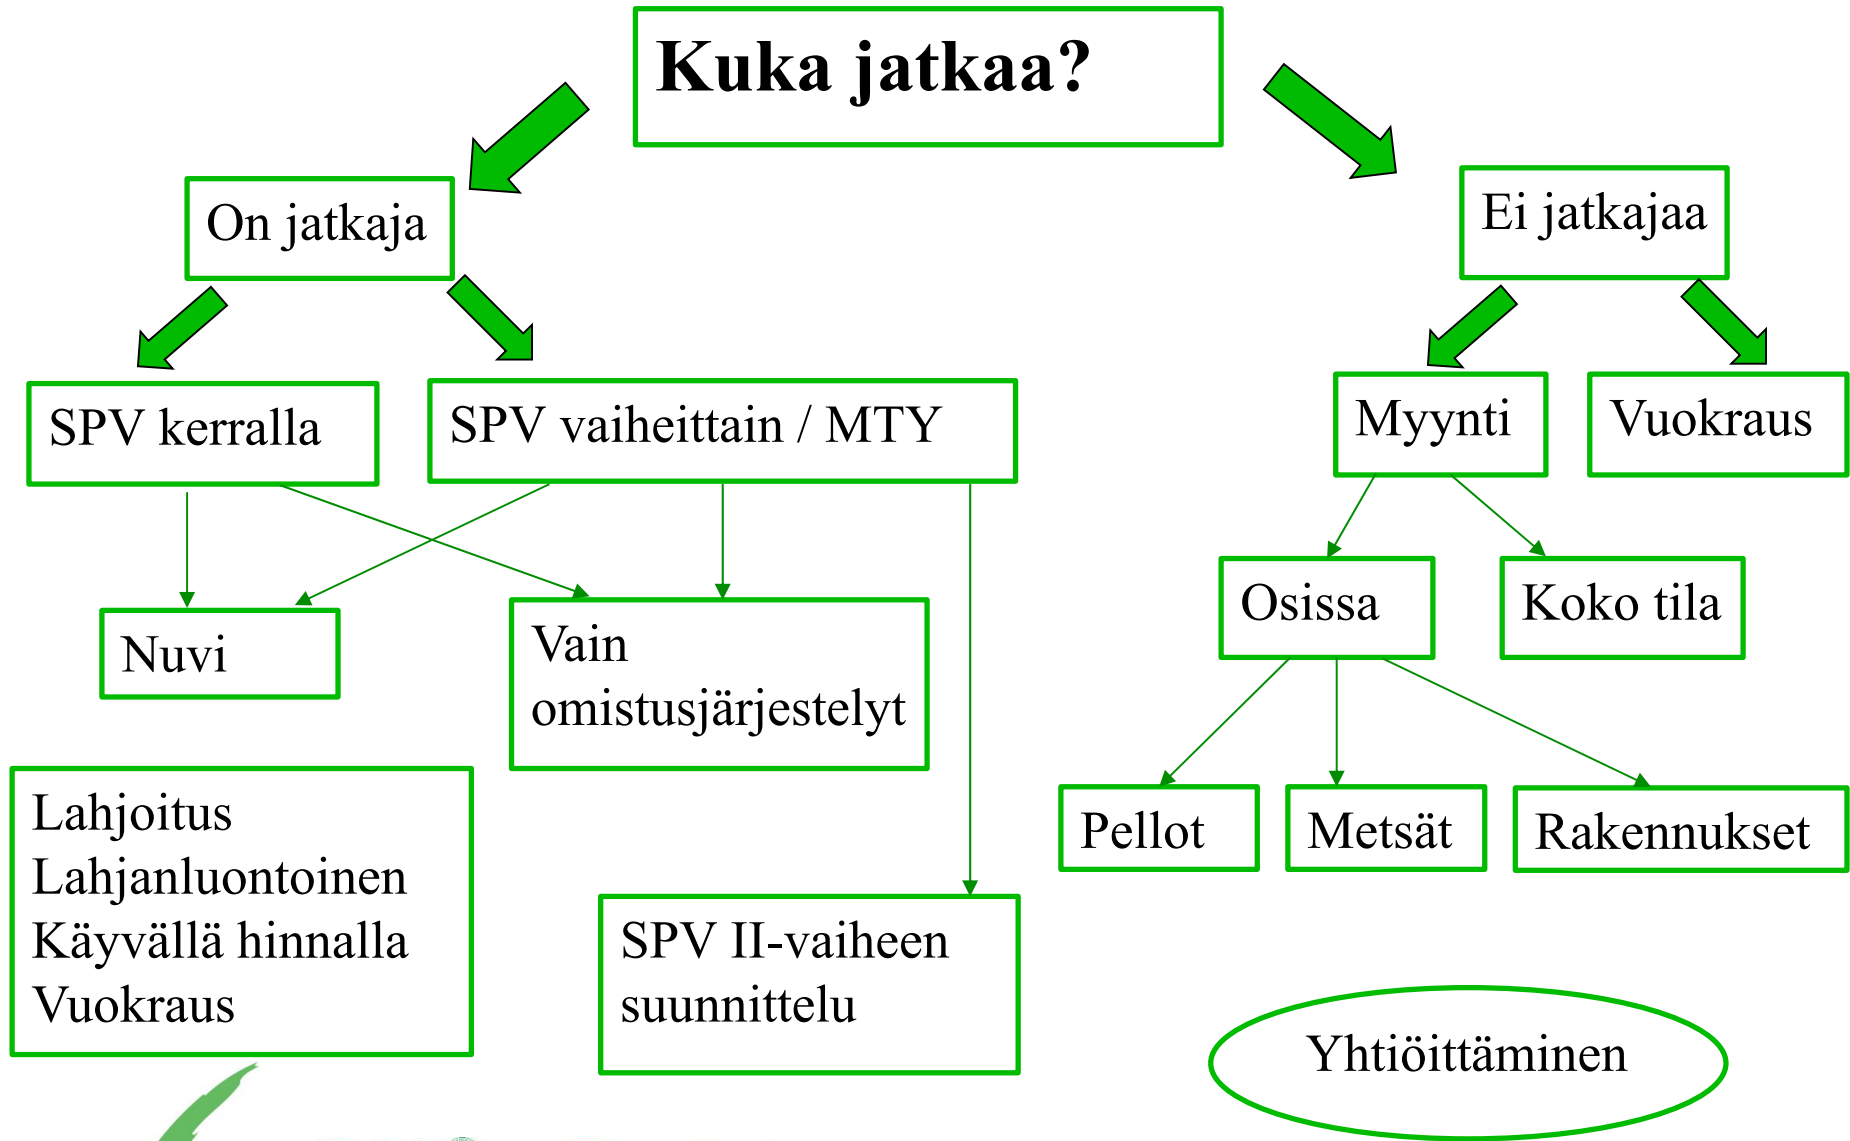 Kuka jatkaa?
On jatkaja
Ei jatkajaa
SPV kerralla
SPV vaiheittain / MTY
Myynti
Vuokraus
Nuvi
Vain
omistusjärjestelyt
Osissa
Koko tila
Lahjoitus
Lahjanluontoinen
Käyvällä hinnalla
Vuokraus
Pellot
Metsät
Rakennukset
SPV II-vaiheen
suunnittelu
Yhtiöittäminen